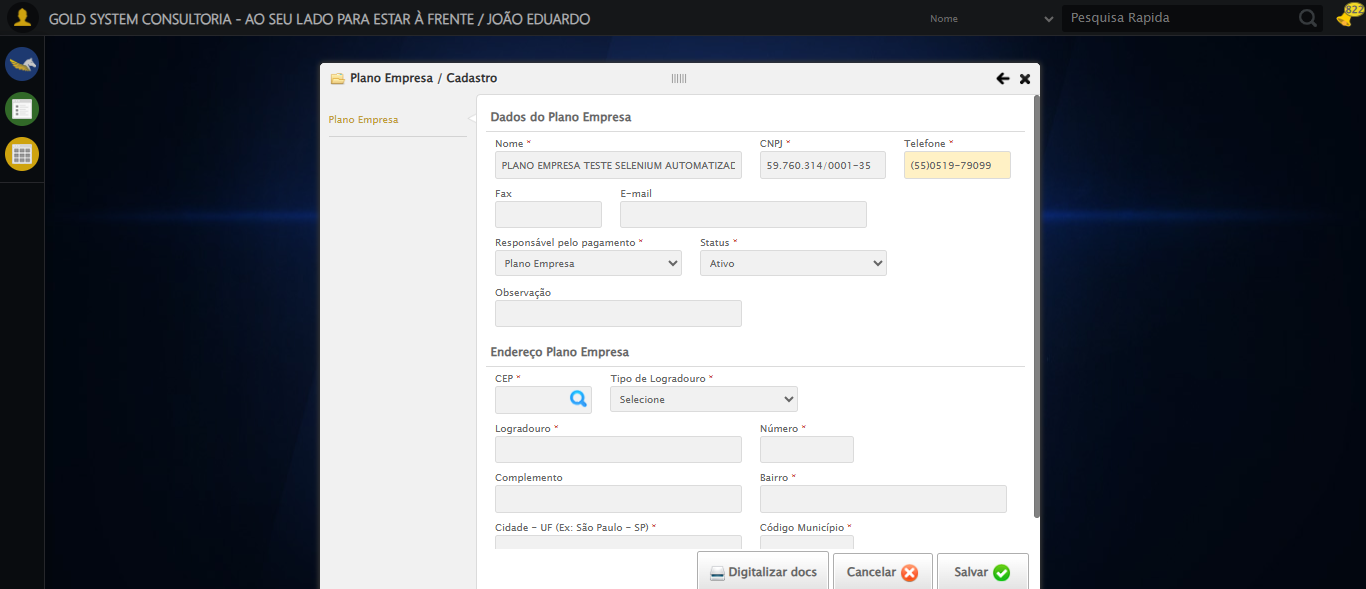 GOLD SYSTEM CONSULTORIA - AO SEU LADO PARA ESTAR À FRENTE / JOÃO EDUARDO
Nome
Pesquisa Rapida
822
Plano Empresa / Cadastro
Plano Empresa
Dados do Plano Empresa
Nome * CNPJ * Telefone *
PLANO EMPRESA TESTE SELENIUM AUTOMATIZAD 59.760.314/0001-35 (55)0519-79099
Fax E-mail
Responsável pelo pagamento * Status *
Plano Empresa Ativo
Observação
Endereço Plano Empresa
CEP * Tipo de Logradouro *
Selecione
Logradouro * Número *
Complemento Bairro *
Cidade - UF (Ex: São Paulo - SP) * Código Município *
Digitalizar docs Cancelar Salvar